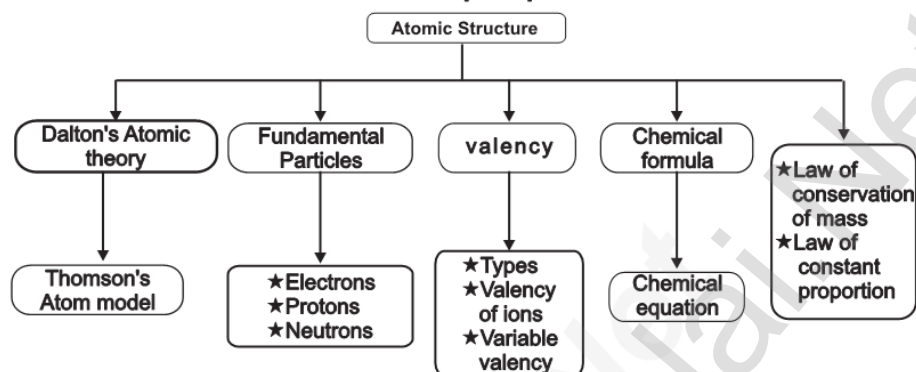 Atomic Structure
Dalton's Atomic
theory
Fundamental
Particles
valency
Chemical
formula
★Law of
conservation
of mass
★Law of
constant
proportion
Thomson's
Atom model
★Electrons
★Protons
★Neutrons
★Types
★Valency
of ions
★Variable
valency
Chemical
equation